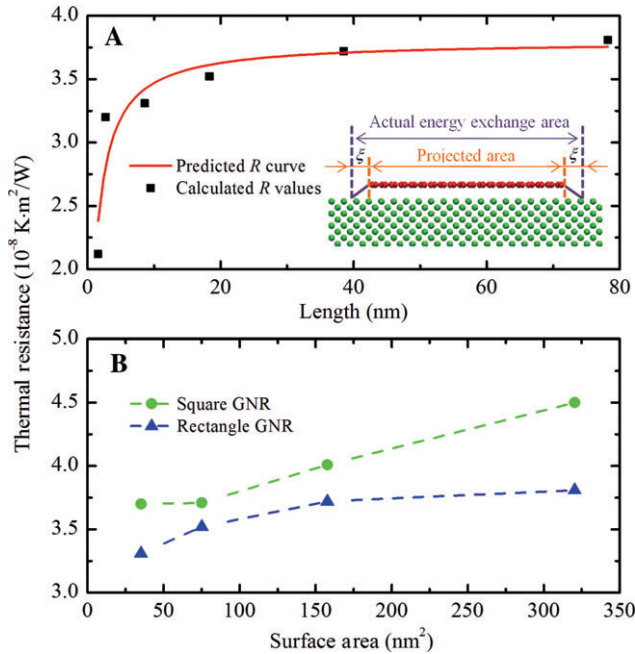 A
4.0
3.5
3.0
2.5
2.0
Actual energy exchange area
ξ Projected area ξ
Predicted R curve
Calculated R values
0 20 40 60 80
Length (nm)
Thermal resistance (10⁻⁸ K·m²/W)
B
5.0
4.5
4.0
3.5
3.0
Square GNR
Rectangle GNR
0 25 50 100 150 200 250 300 350
Surface area (nm²)